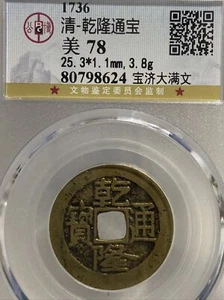 1736
清-乾隆通宝
美 78
25.3*1.1mm, 3.8g
80798624 宝济大满文
★ 文物鉴定委员会监制 ★
乾隆通寶